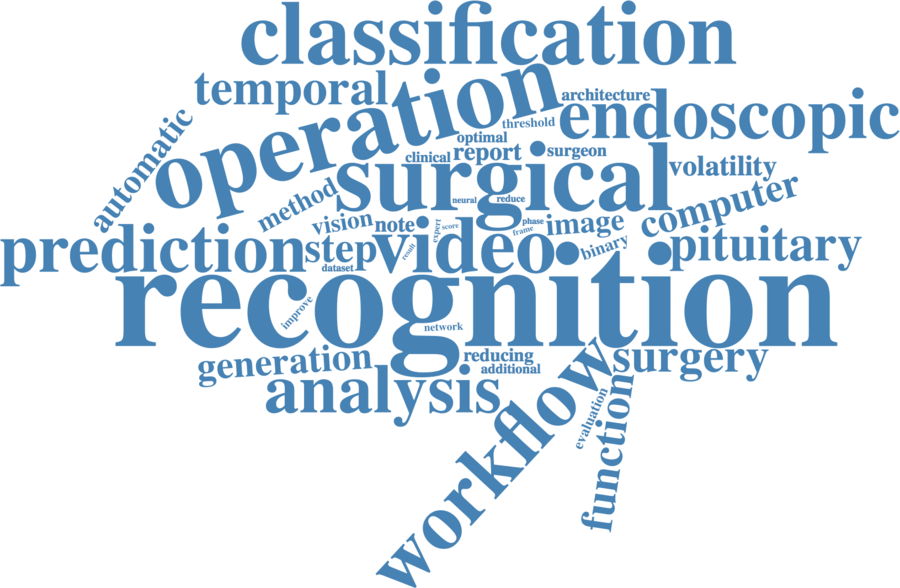 classification
temporal
operation
architecture
endoscopic
threshold
automatic
optimal
clinical
report
surgeon
surgical
volatility
method
neural
reduce
computer
vision
note
expert
score
phase
frame
image
binary
prediction
step
video
result
pituitary
dataset
recognition
improve
network
generation
reducing
additional
surgery
analysis
workflow
evaluation
function